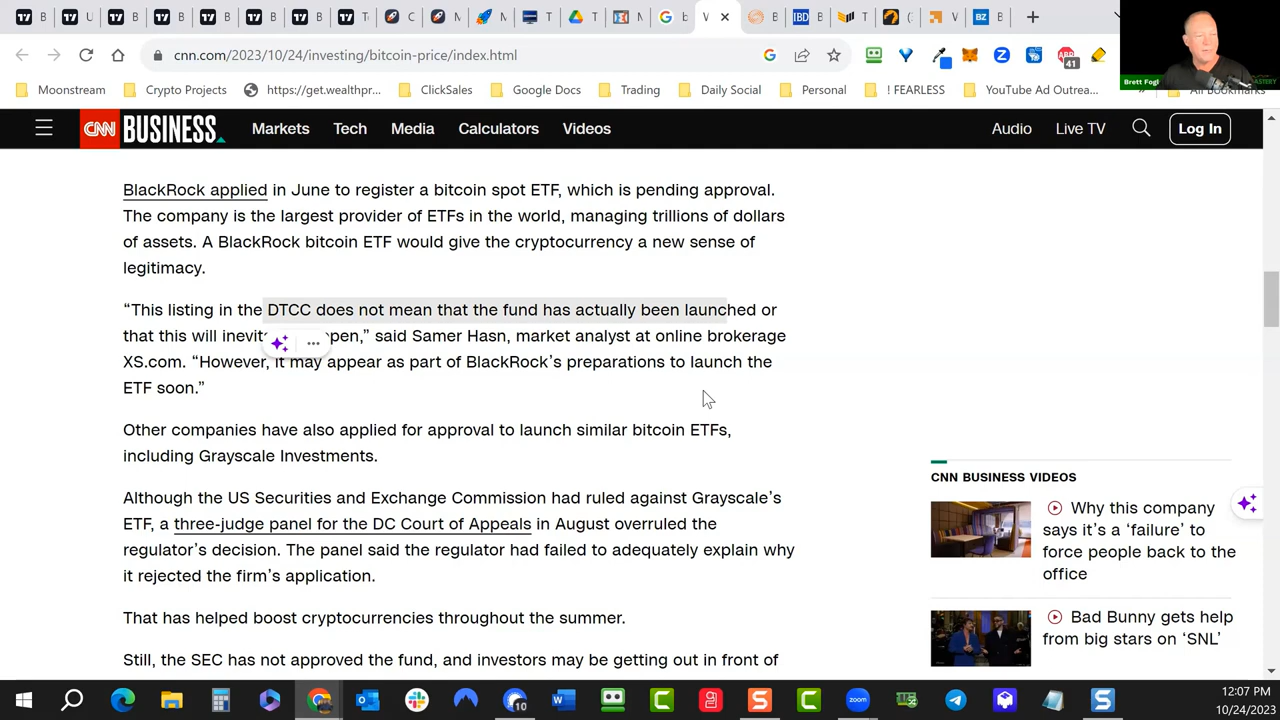 B
B
B
B
B
B
B
T
C
N
N
T
T
N
b
V
B
B
T
(
V
B
cnn.com/2023/10/24/investing/bitcoin-price/index.html
41
Brett Fogl
Moonstream
Crypto Projects
https://get.wealthpr...
ClickSales
Google Docs
Trading
Daily Social
Personal
! FEARLESS
YouTube Ad Outrea...
All Bookmarks
CNN BUSINESS
Markets
Tech
Media
Calculators
Videos
Audio
Live TV
Log In
BlackRock applied in June to register a bitcoin spot ETF, which is pending approval.
The company is the largest provider of ETFs in the world, managing trillions of dollars
of assets. A BlackRock bitcoin ETF would give the cryptocurrency a new sense of
legitimacy.
“This listing in the DTCC does not mean that the fund has actually been launched or
that this will inevit pen,” said Samer Hasn, market analyst at online brokerage
XS.com. “However, it may appear as part of BlackRock’s preparations to launch the
ETF soon.”
Other companies have also applied for approval to launch similar bitcoin ETFs,
including Grayscale Investments.
Although the US Securities and Exchange Commission had ruled against Grayscale’s
ETF, a three-judge panel for the DC Court of Appeals in August overruled the
regulator’s decision. The panel said the regulator had failed to adequately explain why
it rejected the firm’s application.
That has helped boost cryptocurrencies throughout the summer.
Still, the SEC has not approved the fund, and investors may be getting out in front of
CNN BUSINESS VIDEOS
Why this company
says it’s a ‘failure’ to
force people back to the
office
Bad Bunny gets help
from big stars on ‘SNL’
10
zoom
12:07 PM
10/24/2023